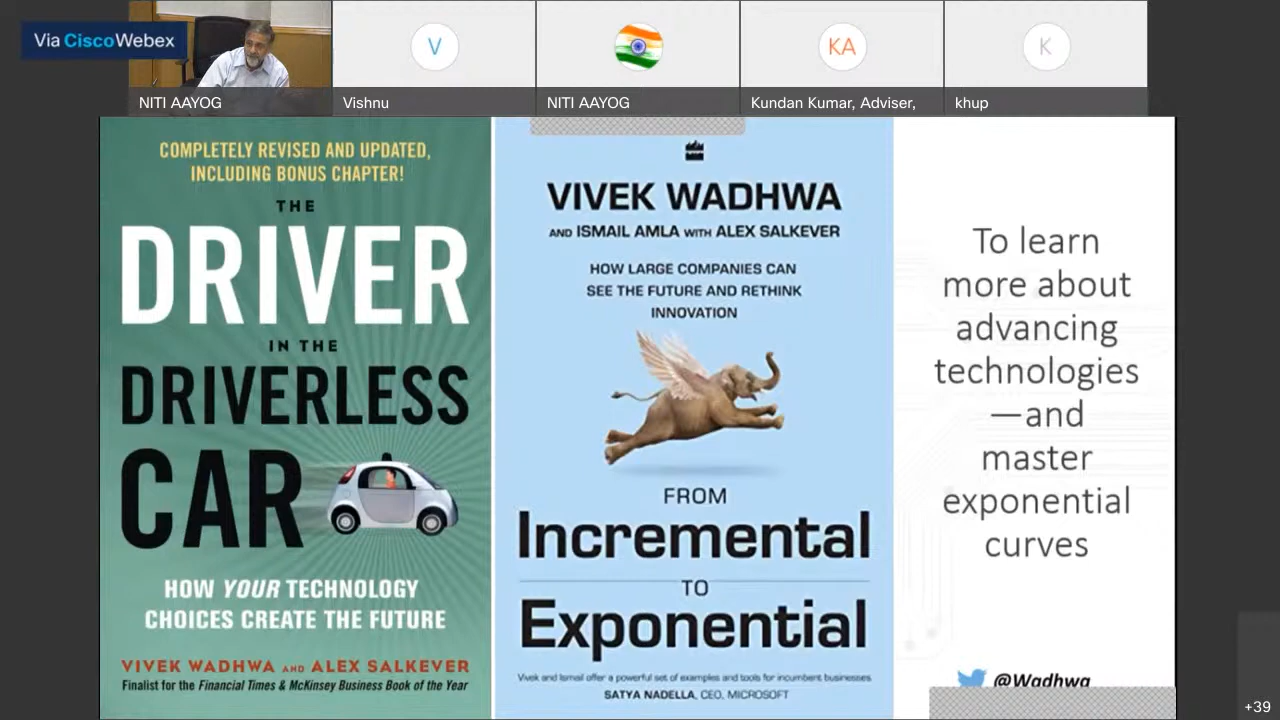 Via Cisco Webex
NITI AAYOG
Vishnu
V
NITI AAYOG
KA
Kundan Kumar, Adviser,
K
khup
COMPLETELY REVISED AND UPDATED,
INCLUDING BONUS CHAPTER!
THE
DRIVER
IN THE
DRIVERLESS
CAR
HOW YOUR TECHNOLOGY
CHOICES CREATE THE FUTURE
VIVEK WADHWA AND ALEX SALKEVER
Finalist for the Financial Times & McKinsey Business Book of the Year
VIVEK WADHWA
AND ISMAIL AMLA WITH ALEX SALKEVER
HOW LARGE COMPANIES CAN
SEE THE FUTURE AND RETHINK
INNOVATION
FROM
Incremental
TO
Exponential
Vivek and Ismail offer a powerful set of examples and tools for incumbent businesses
SATYA NADELLA, CEO, MICROSOFT
To learn
more about
advancing
technologies
—and
master
exponential
curves
@Wadhwa
+39